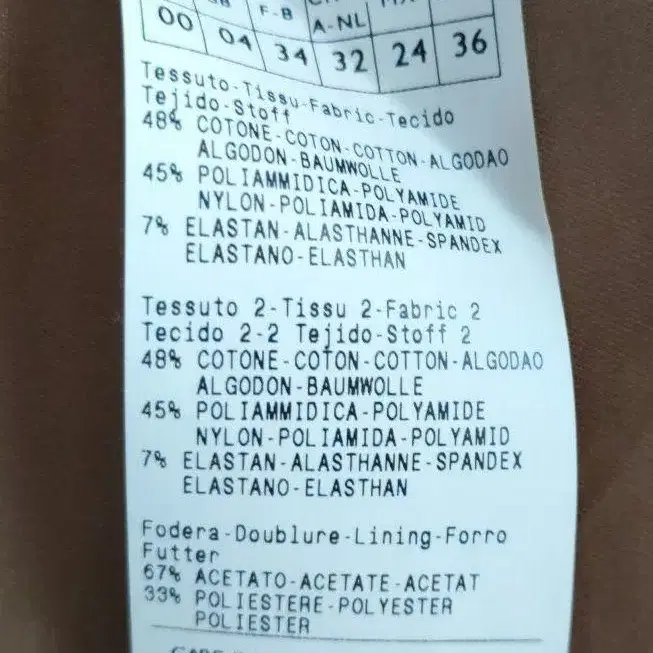 F-B
A-NL
00 04 34 32 24 36
Tessuto-Tissu-Fabric-Tecido
Tejido-Stoff
48% COTONE-COTON-COTTON-ALGODAO
ALGODON-BAUMWOLLE
45% POLIAMMIDICA-POLYAMIDE
NYLON-POLIAMIDA-POLYAMID
7% ELASTAN-ALASTHANNE-SPANDEX
ELASTANO-ELASTHAN
Tessuto 2-Tissu 2-Fabric 2
Tecido 2-2 Tejido-Stoff 2
48% COTONE-COTON-COTTON-ALGODAO
ALGODON-BAUMWOLLE
45% POLIAMMIDICA-POLYAMIDE
NYLON-POLIAMIDA-POLYAMID
7% ELASTAN-ALASTHANNE-SPANDEX
ELASTANO-ELASTHAN
Fodera-Doublure-Lining-Forro
Futter
67% ACETATO-ACETATE-ACETAT
33% POLIESTERE-POLYESTER
POLIESTER